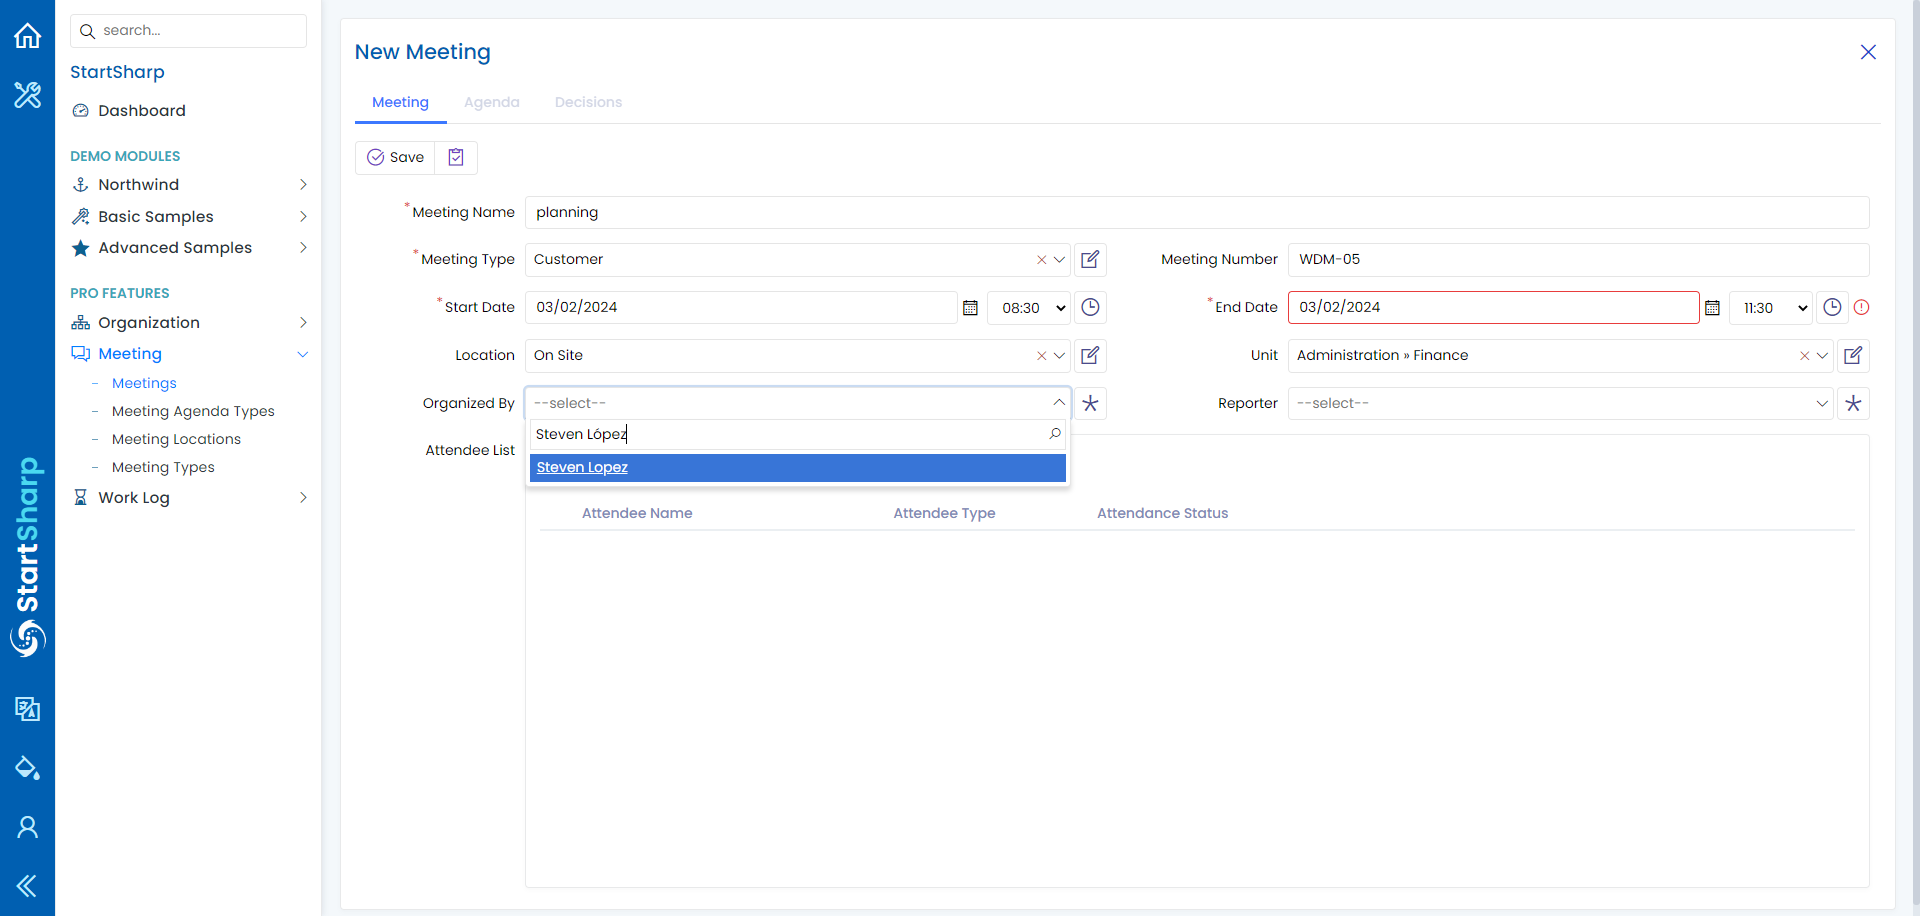 search...
StartSharp
Dashboard
DEMO MODULES
Northwind
Basic Samples
Advanced Samples
PRO FEATURES
Organization
Meeting
Meetings
Meeting Agenda Types
Meeting Locations
Meeting Types
Work Log
StartSharp
New Meeting
Meeting Agenda Decisions
Save
*Meeting Name planning
*Meeting Type Customer Meeting Number WDM-05
*Start Date 03/02/2024 08:30 *End Date 03/02/2024 11:30
Location On Site Unit Administration » Finance
Organized By --select-- Reporter --select--
Steven López
Attendee List
Steven Lopez
Attendee Name Attendee Type Attendance Status